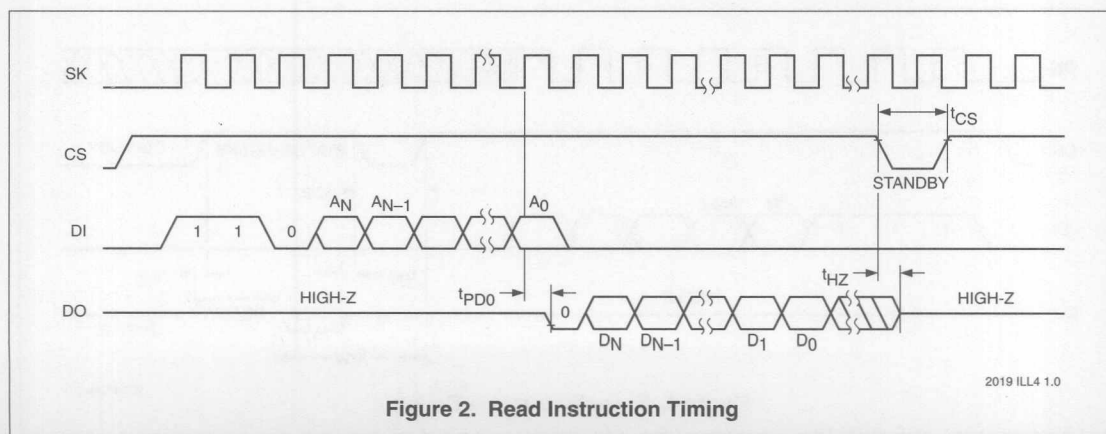 SK
CS
tCS
STANDBY
DI
1 1 0 AN AN–1 A0
DO
HIGH-Z tPD0 0 tHZ HIGH-Z
DN DN–1 D1 D0
2019 ILL4 1.0
Figure 2. Read Instruction Timing